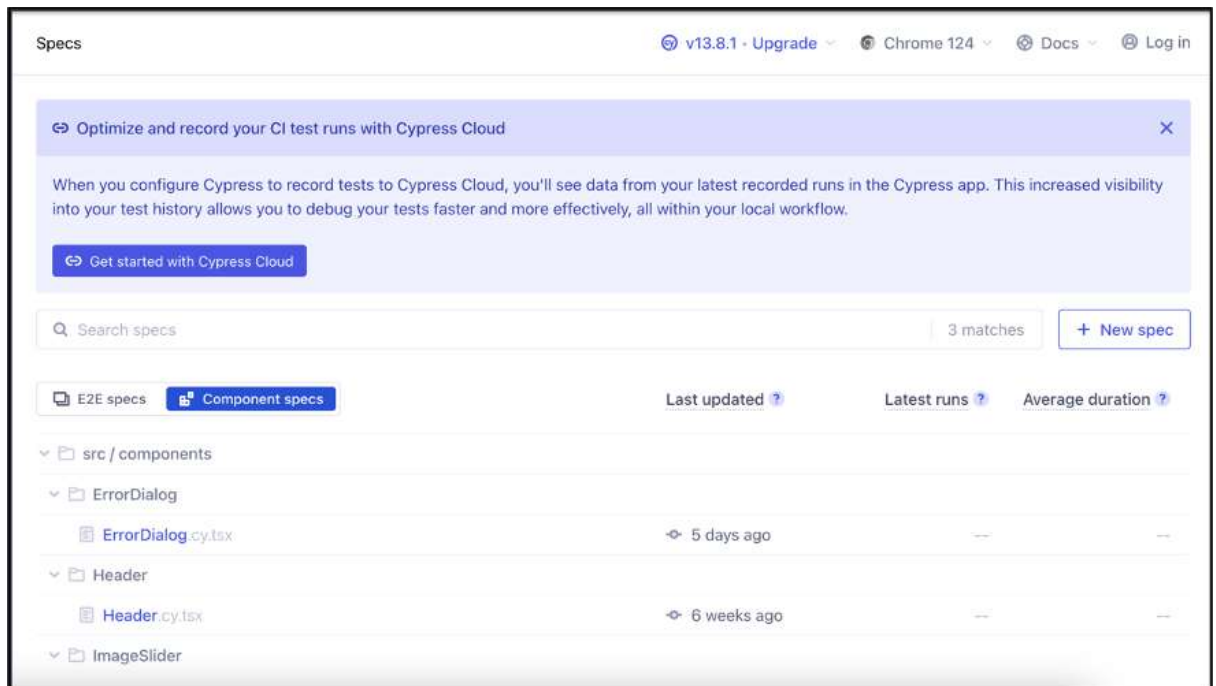 Specs v13.8.1 • Upgrade Chrome 124 Docs Log in
Optimize and record your CI test runs with Cypress Cloud
When you configure Cypress to record tests to Cypress Cloud, you'll see data from your latest recorded runs in the Cypress app. This increased visibility
into your test history allows you to debug your tests faster and more effectively, all within your local workflow.
Get started with Cypress Cloud
Search specs 3 matches + New spec
E2E specs Component specs Last updated ? Latest runs ? Average duration ?
src / components
ErrorDialog
ErrorDialog.cy.tsx 5 days ago -- --
Header
Header.cy.tsx 6 weeks ago -- --
ImageSlider